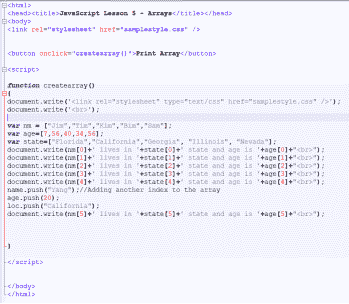 <html>
<head><title>JavaScript Lesson 5 - Arrays</title></head>
<body>
<link rel="stylesheet" href="samplestyle.css" />
<button onclick="createarray()">Print Array</button>
<script>
function createarray()
{
document.write('<link rel="stylesheet" type="text/css" href="samplestyle.css" />');
document.write('<br>');
var nm = ["Jim","Tim","Kim","Bim","Sam"];
var age=[7,56,40,34,56];
var state=["Florida","California","Georgia", "Illinois", "Nevada"];
document.write(nm[0]+' lives in '+state[0]+' state and age is '+age[0]+"<br>");
document.write(nm[1]+' lives in '+state[1]+' state and age is '+age[1]+"<br>");
document.write(nm[2]+' lives in '+state[2]+' state and age is '+age[2]+"<br>");
document.write(nm[3]+' lives in '+state[3]+' state and age is '+age[3]+"<br>");
document.write(nm[4]+' lives in '+state[4]+' state and age is '+age[4]+"<br>");
name.push("Yang");//Adding another index to the array
age.push(20);
loc.push("California");
document.write(nm[5]+' lives in '+state[5]+' state and age is '+age[5]+"<br>");
}
</script>
</body>
</html>